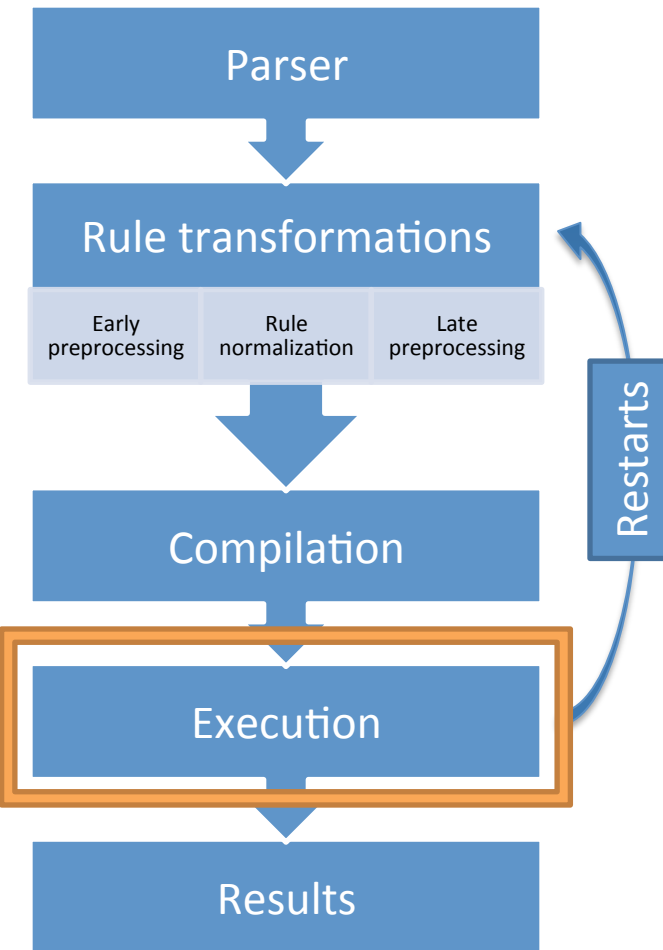 Parser
Rule transformations
Early
preprocessing
Rule
normalization
Late
preprocessing
Restarts
Compilation
Execution
Results